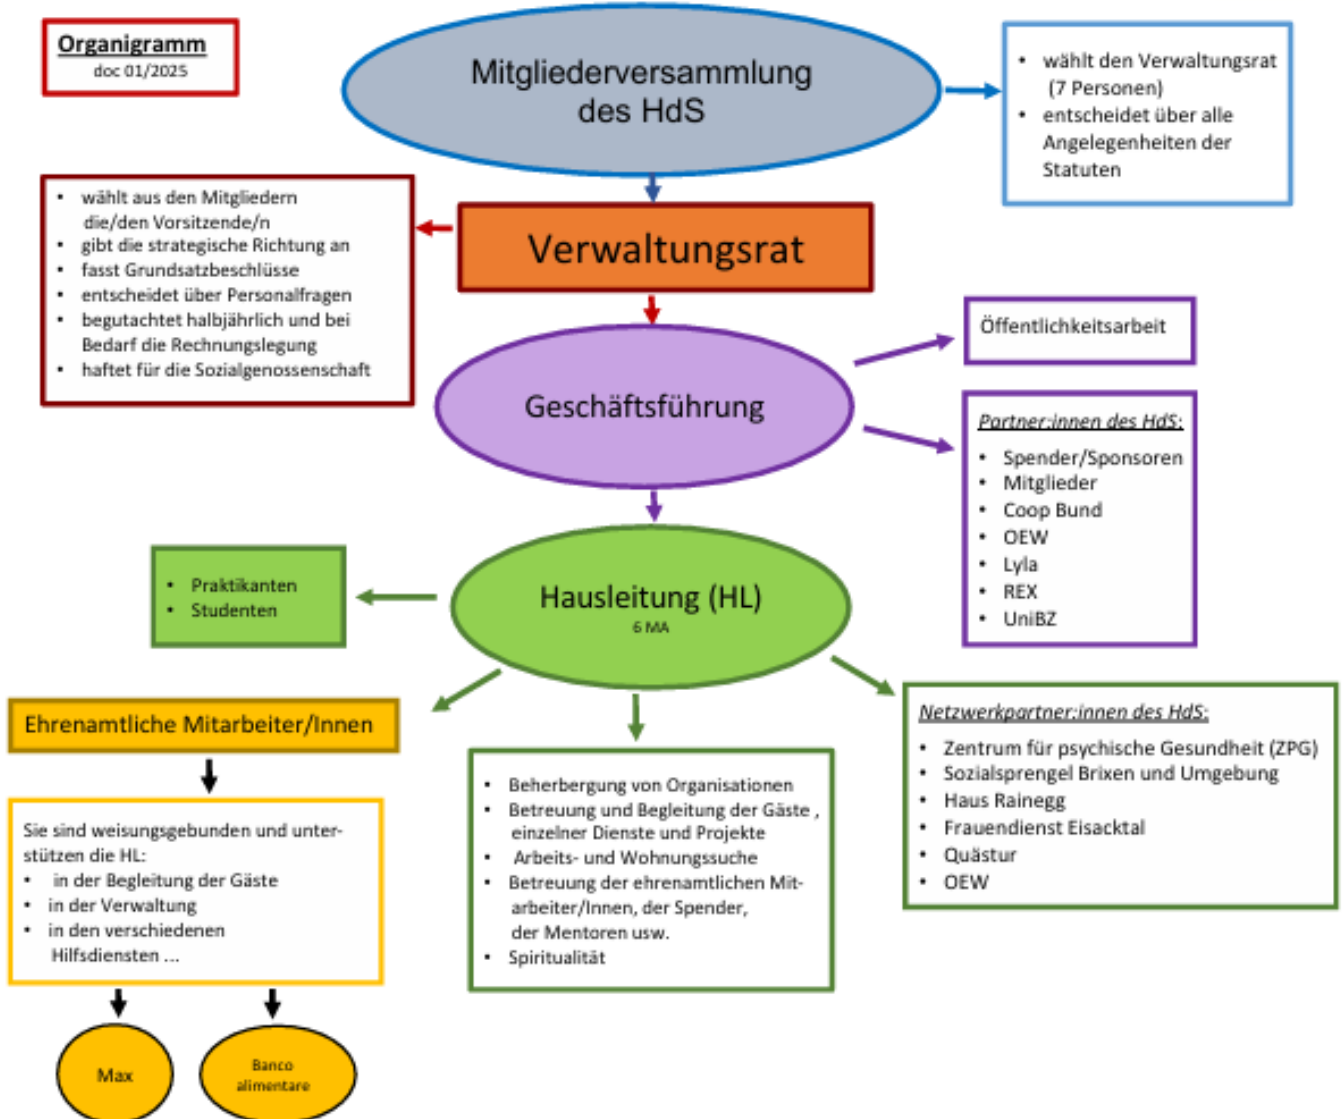 Organigramm
doc 01/2025
Mitgliederversammlung
des HdS
• wählt den Verwaltungsrat
(7 Personen)
• entscheidet über alle
Angelegenheiten der
Statuten
• wählt aus den Mitgliedern
die/den Vorsitzende/n
• gibt die strategische Richtung an
• fasst Grundsatzbeschlüsse
• entscheidet über Personalfragen
• begutachtet halbjährlich und bei
Bedarf die Rechnungslegung
• haftet für die Sozialgenossenschaft
Verwaltungsrat
Geschäftsführung
Öffentlichkeitsarbeit
Partner:innen des HdS:
• Spender/Sponsoren
• Mitglieder
• Coop Bund
• OEW
• Lyla
• REX
• UniBZ
Hausleitung (HL)
6 MA
• Praktikanten
• Studenten
Ehrenamtliche Mitarbeiter/Innen
Sie sind weisungsgebunden und unter-
stützen die HL:
• in der Begleitung der Gäste
• in der Verwaltung
• in den verschiedenen
Hilfsdiensten ...
Max
Banco
alimentare
• Beherbergung von Organisationen
• Betreuung und Begleitung der Gäste ,
einzelner Dienste und Projekte
• Arbeits- und Wohnungssuche
• Betreuung der ehrenamtlichen Mit-
arbeiter/Innen, der Spender,
der Mentoren usw.
• Spiritualität
Netzwerkpartner:innen des HdS:
• Zentrum für psychische Gesundheit (ZPG)
• Sozialsprengel Brixen und Umgebung
• Haus Rainegg
• Frauendienst Eisacktal
• Quästur
• OEW